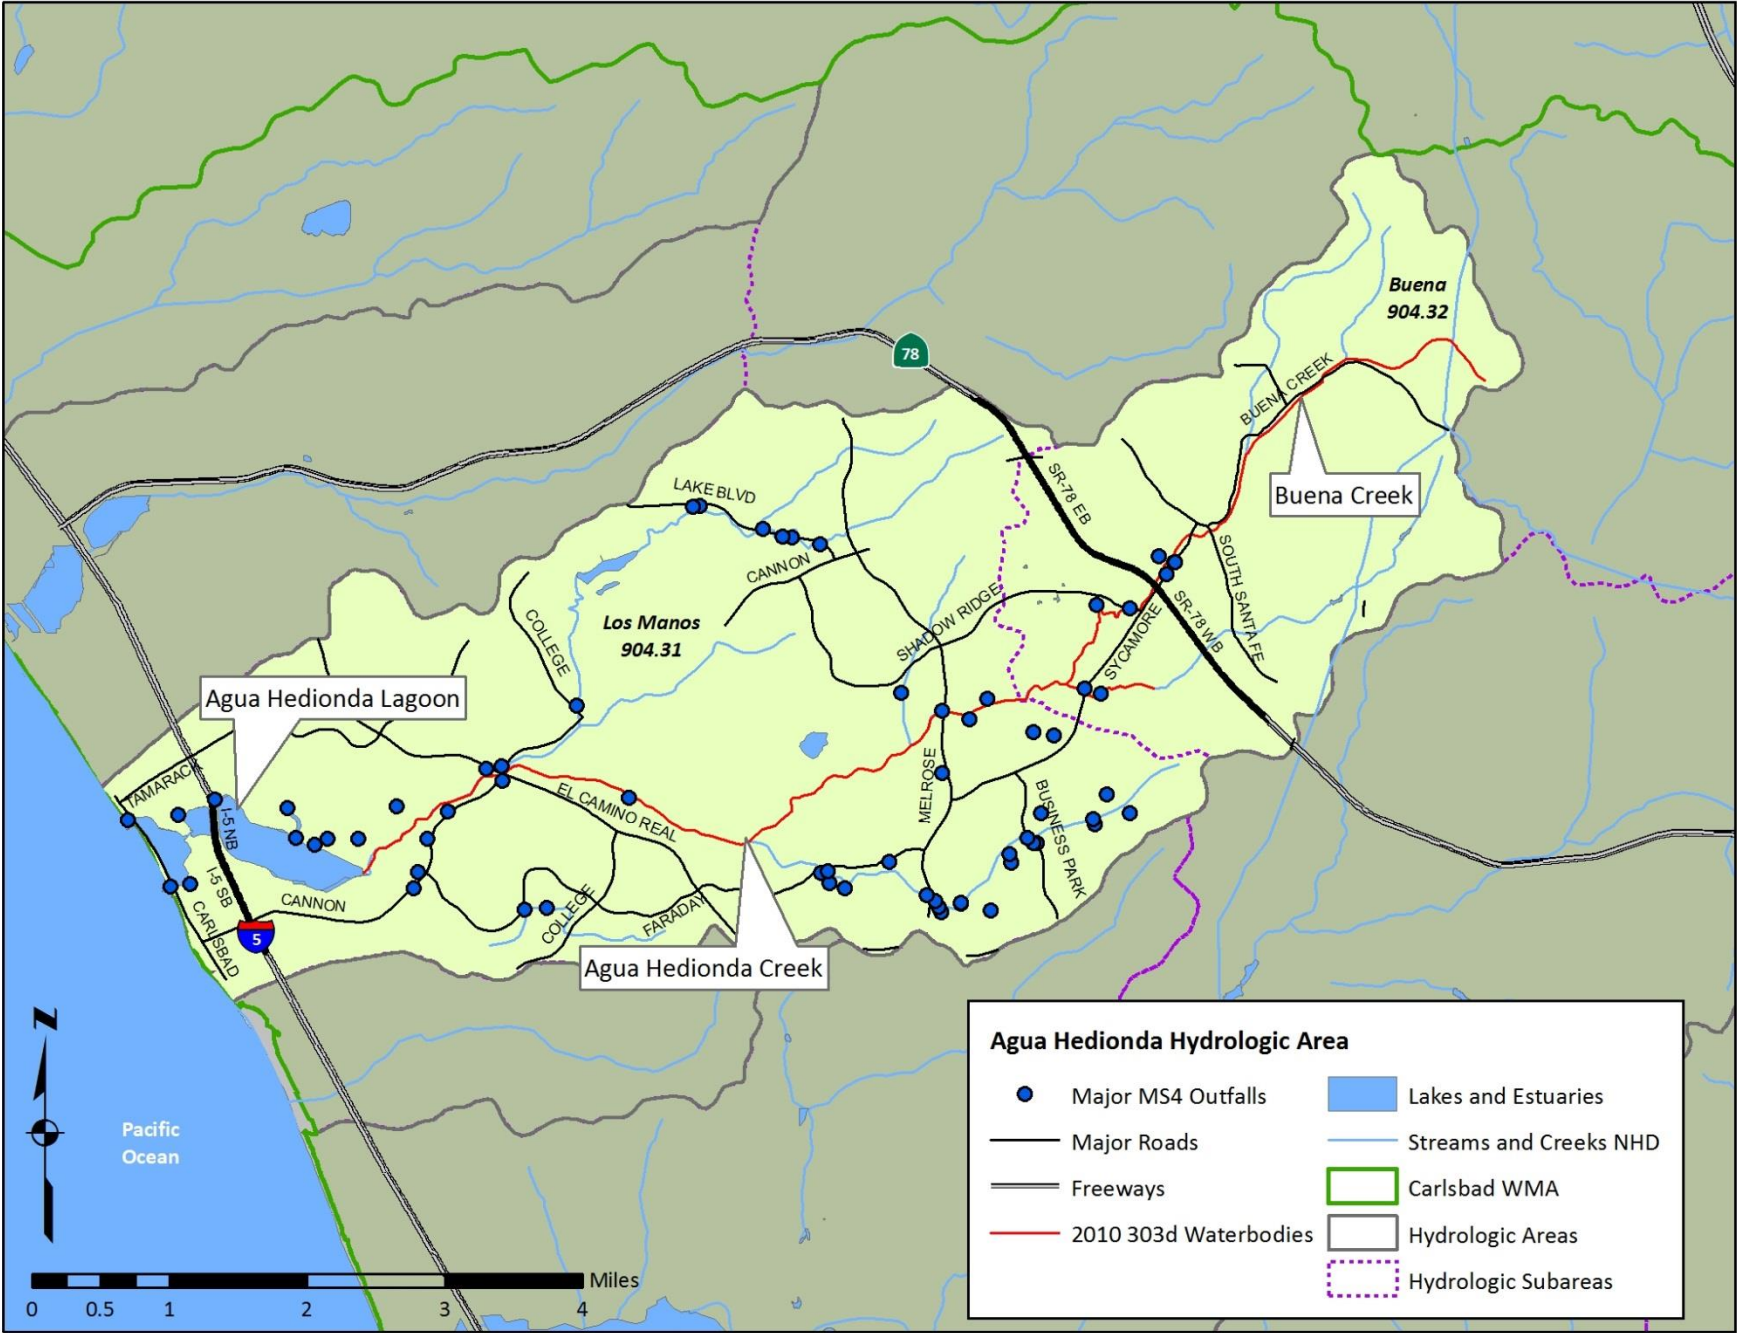 78
Buena
904.32
BUENA CREEK
Buena Creek
SR-78 EB
LAKE BLVD
CANNON
SOUTH SANTA FE
COLLEGE
Los Manos
904.31
SHADOW RIDGE
SYCAMORE
SR-78 WB
Agua Hedionda Lagoon
TAMARACK
I-5 NB
EL CAMINO REAL
MELROSE
BUSINESS PARK
I-5 SB
CANNON
COLLEGE
FARADAY
CARLSBAD
5
Agua Hedionda Creek
N
Pacific
Ocean
Miles
0 0.5 1 2 3 4
Agua Hedionda Hydrologic Area
Major MS4 Outfalls
Major Roads
Freeways
2010 303d Waterbodies
Lakes and Estuaries
Streams and Creeks NHD
Carlsbad WMA
Hydrologic Areas
Hydrologic Subareas